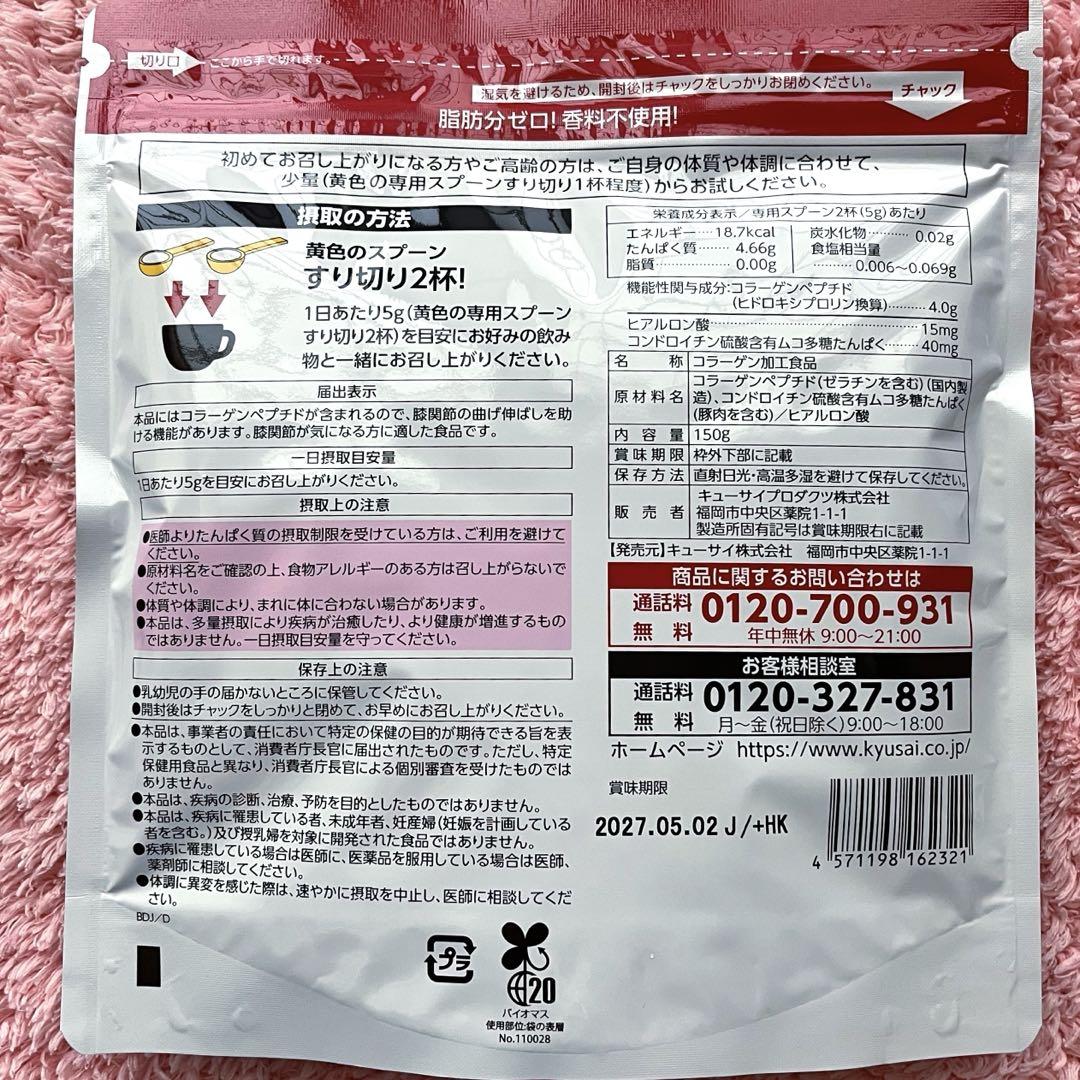 切り口
ここから手で切れます。
湿気を避けるため、開封後はチャックをしっかりお閉めください。
チャック
脂肪分ゼロ!香料不使用!
初めてお召し上がりになる方やご高齢の方は、ご自身の体質や体調に合わせて、
少量(黄色の専用スプーンすり切り1杯程度)からお試しください。
摂取の方法
黄色のスプーン
すり切り2杯!
1日あたり5g(黄色の専用スプーン
すり切り2杯)を目安にお好みの飲み
物と一緒にお召し上がりください。
届出表示
本品にはコラーゲンペプチドが含まれるので、膝関節の曲げ伸ばしを助
ける機能があります。膝関節が気になる方に適した食品です。
一日摂取目安量
1日あたり5gを目安にお召し上がりください。
摂取上の注意
●医師よりたんぱく質の摂取制限を受けている方は、ご利用を避けて
ください。
●原材料名をご確認の上、食物アレルギーのある方は召し上がらないで
ください。
●体質や体調により、まれに体に合わない場合があります。
●本品は、多量摂取により疾病が治癒したり、より健康が増進するもの
ではありません。一日摂取目安量を守ってください。
保存上の注意
●乳幼児の手の届かないところに保管してください。
●開封後はチャックをしっかりと閉めて、お早めにお召し上がりください。
●本品は、事業者の責任において特定の保健の目的が期待できる旨を表
示するものとして、消費者庁長官に届出されたものです。ただし、特定
保健用食品と異なり、消費者庁長官による個別審査を受けたものでは
ありません。
●本品は、疾病の診断、治療、予防を目的としたものではありません。
●本品は、疾病に罹患している者、未成年者、妊産婦(妊娠を計画している
者を含む。)及び授乳婦を対象に開発された食品ではありません。
●疾病に罹患している場合は医師に、医薬品を服用している場合は医師、
薬剤師に相談してください。
●体調に異変を感じた際は、速やかに摂取を中止し、医師に相談してくだ
さい。
BDJ/D
栄養成分表示/専用スプーン2杯(5g)あたり
エネルギー…18.7kcal
たんぱく質…… 4.66g
脂質………… 0.00g
炭水化物……… 0.02g
食塩相当量
……… 0.006〜0.069g
機能性関与成分:コラーゲンペプチド
(ヒドロキシプロリン換算)……… 4.0g
ヒアルロン酸………………………… 15mg
コンドロイチン硫酸含有ムコ多糖たんぱく…… 40mg
名称 コラーゲン加工食品
原材料名 コラーゲンペプチド(ゼラチンを含む)(国内製
造)、コンドロイチン硫酸含有ムコ多糖たんぱく
(豚肉を含む)/ヒアルロン酸
内容量 150g
賞味期限 枠外下部に記載
保存方法 直射日光・高温多湿を避けて保存してください。
販売者 キューサイプロダクツ株式会社
福岡市中央区薬院1-1-1
製造所固有記号は賞味期限右に記載
【発売元】キューサイ株式会社 福岡市中央区薬院1-1-1
商品に関するお問い合わせは
通話料
無料
0120-700-931
年中無休 9:00〜21:00
お客様相談室
通話料
無料
0120-327-831
月〜金(祝日除く)9:00〜18:00
ホームページ https://www.kyusai.co.jp/
賞味期限
2027.05.02 J/+HK
4 571198 162321
プラ
20
バイオマス
使用部位:袋の表層
No.110028